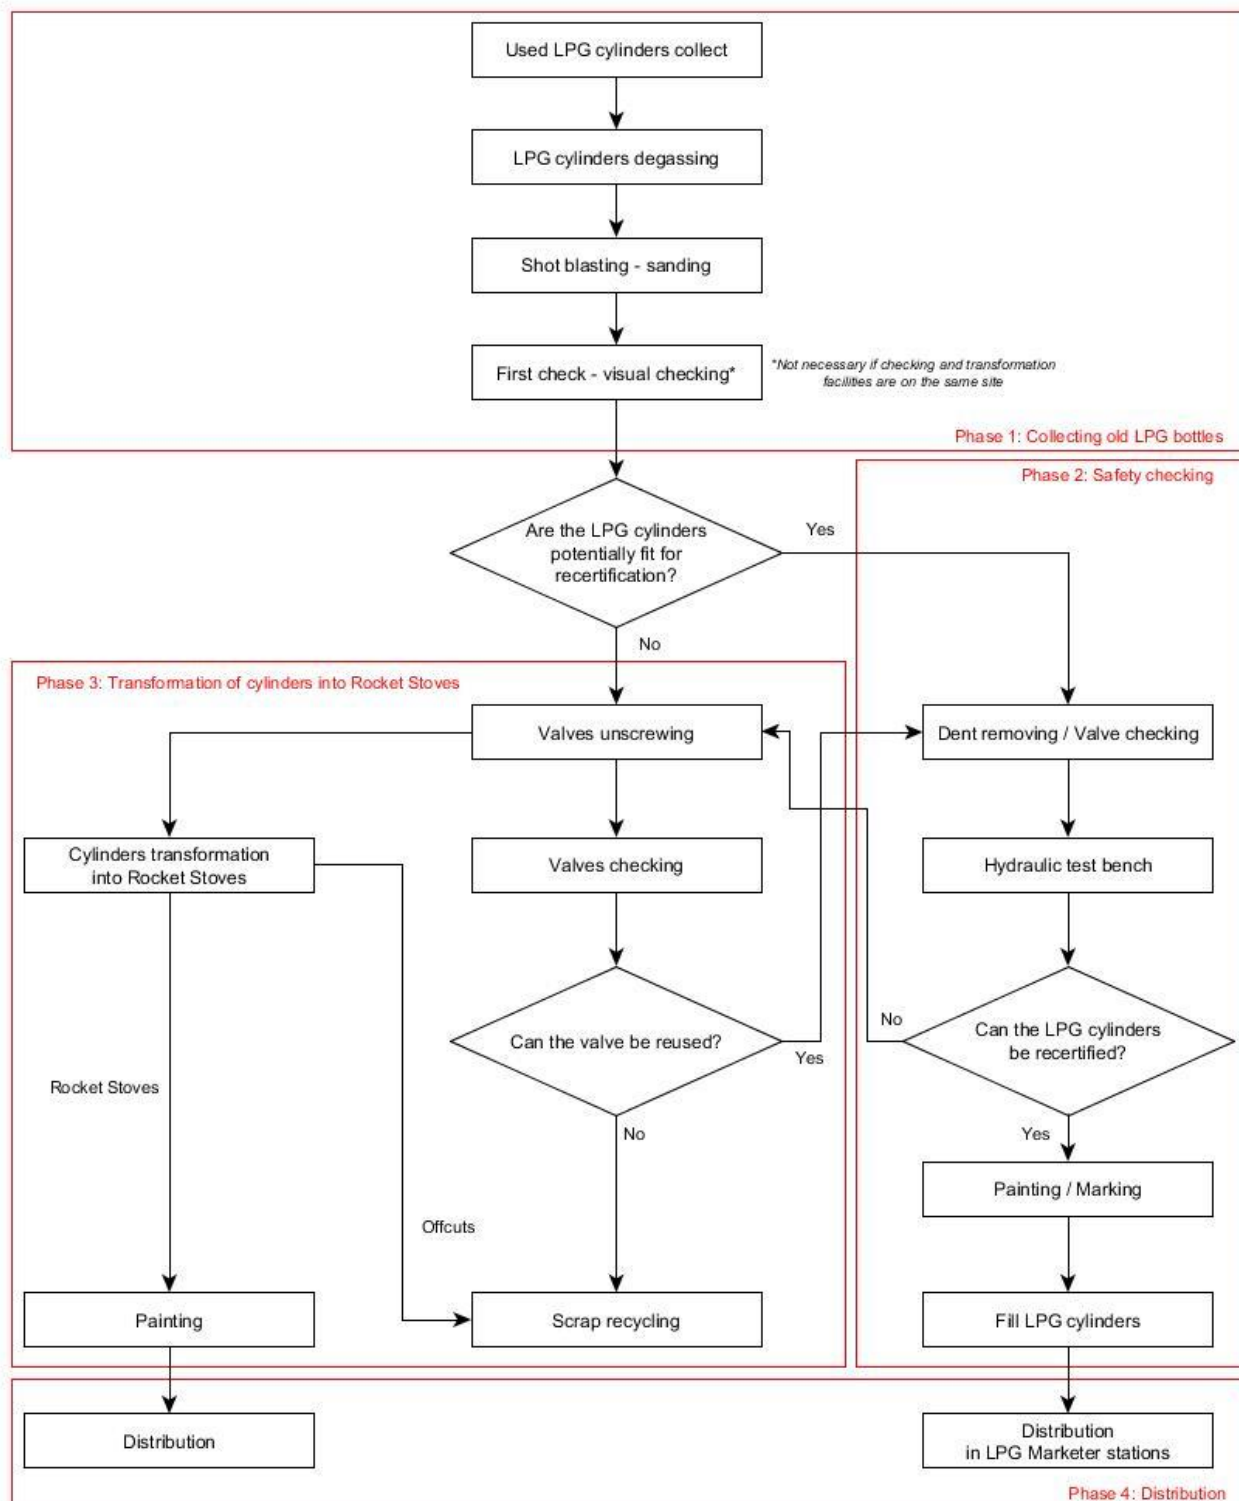 Used LPG cylinders collect
LPG cylinders degassing
Shot blasting - sanding
First check - visual checking*
*Not necessary if checking and transformation
facilities are on the same site
Phase 1: Collecting old LPG bottles
Phase 2: Safety checking
Are the LPG cylinders
potentially fit for
recertification?
Yes
No
Phase 3: Transformation of cylinders into Rocket Stoves
Valves unscrewing
Dent removing / Valve checking
Cylinders transformation
into Rocket Stoves
Valves checking
Hydraulic test bench
Can the valve be reused?
Yes
No
Can the LPG cylinders
be recertified?
Rocket Stoves
No
Yes
Painting / Marking
Offcuts
Painting
Scrap recycling
Fill LPG cylinders
Distribution
Distribution
in LPG Marketer stations
Phase 4: Distribution